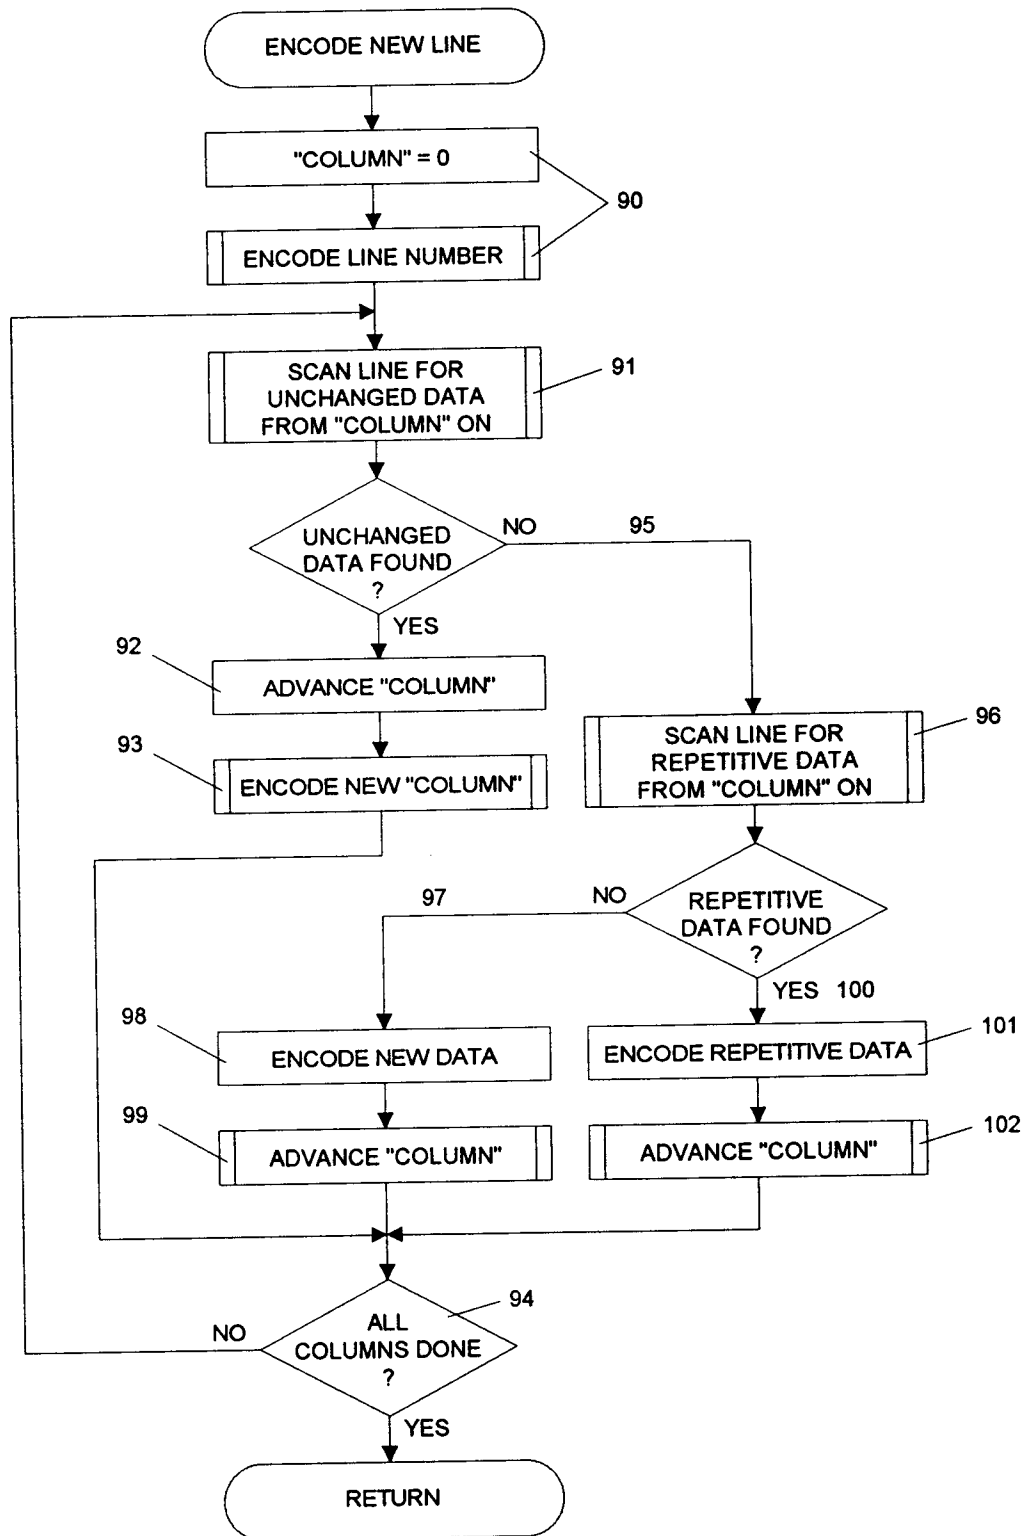 ENCODE NEW LINE
"COLUMN" = 0
90
ENCODE LINE NUMBER
SCAN LINE FOR
UNCHANGED DATA
FROM "COLUMN" ON
91
UNCHANGED
DATA FOUND
?
NO
95
YES
92
ADVANCE "COLUMN"
93
ENCODE NEW "COLUMN"
SCAN LINE FOR
REPETITIVE DATA
FROM "COLUMN" ON
96
REPETITIVE
DATA FOUND
?
NO
97
YES 100
98
ENCODE NEW DATA
ENCODE REPETITIVE DATA
101
99
ADVANCE "COLUMN"
ADVANCE "COLUMN"
102
ALL
COLUMNS DONE
?
94
NO
YES
RETURN